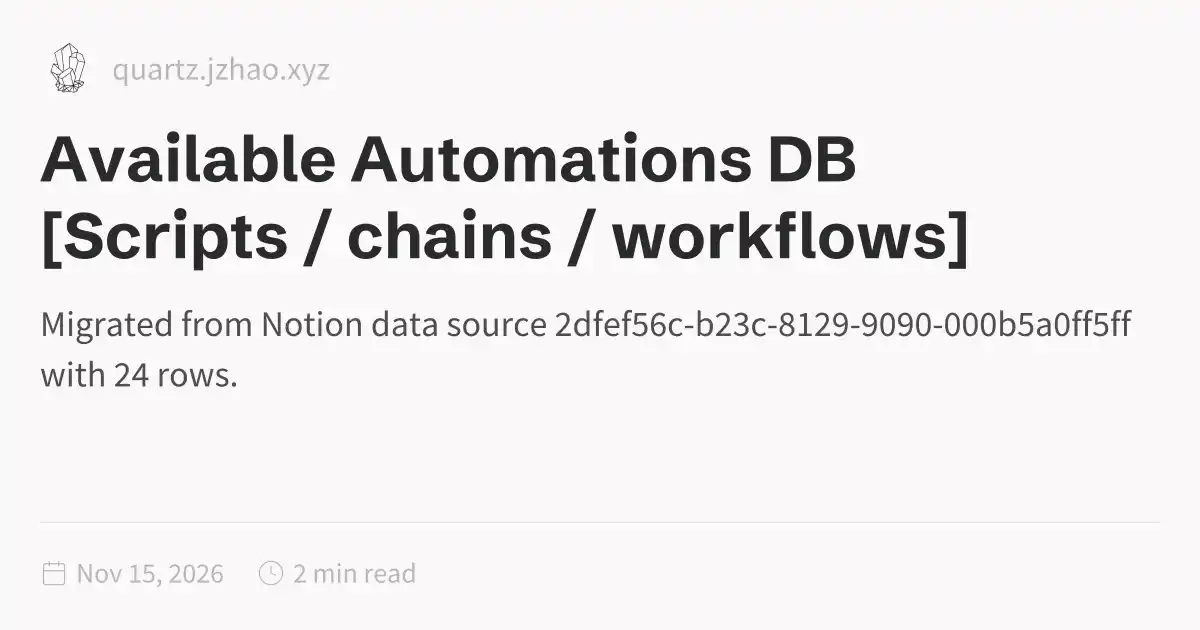 quartz.jzhao.xyz
Available Automations DB
[Scripts / chains / workflows]
Migrated from Notion data source 2dfef56c-b23c-8129-9090-000b5a0ff5ff
with 24 rows.
Nov 15, 2026 2 min read